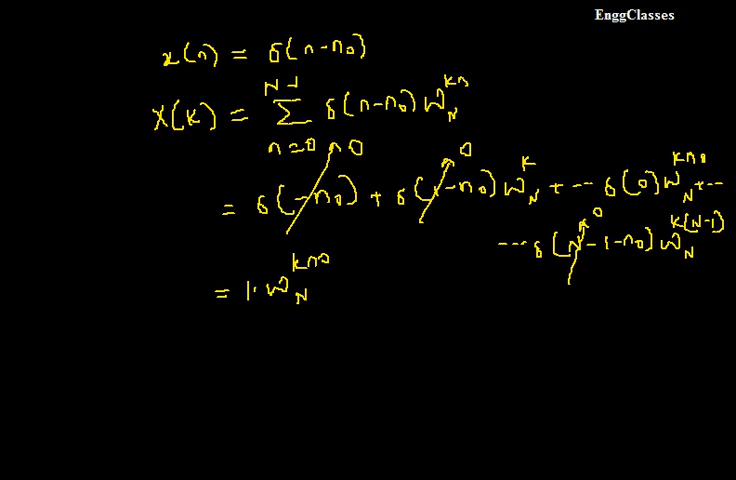 EnggClasses
x(n) = δ(n-n₀)
X(k) = Σ_{n=0}^{N-1} δ(n-n₀) W_N^{kn}
= δ(-n₀) + δ(1-n₀) W_N^k + --- δ(0) W_N^{kn₀} + ---
--- δ(N-1-n₀) W_N^{k(N-1)}
= 1. W_N^{kn₀}